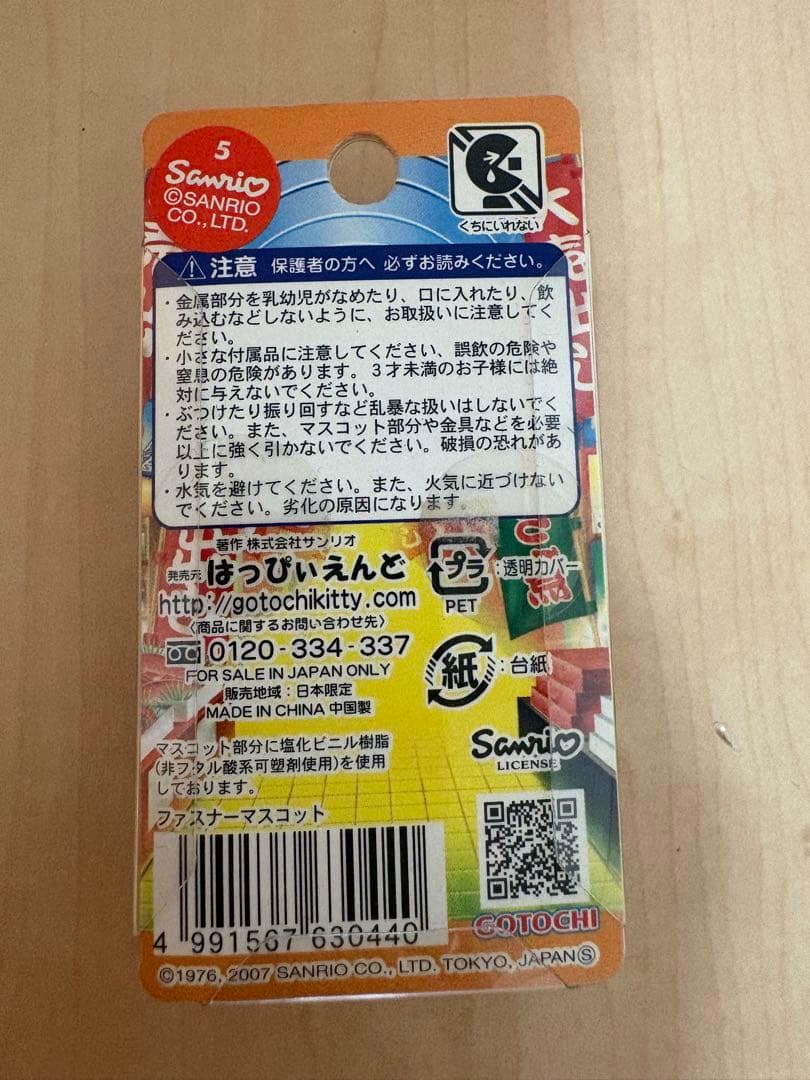 5
Sanrio
©SANRIO
CO.,LTD.
くちにいれない
注意 保護者の方へ 必ずお読みください。
・金属部分を乳幼児がなめたり、口に入れたり、飲
み込むなどしないように、お取扱いに注意してく
ださい。
・小さな付属品に注意してください、誤飲の危険や
窒息の危険があります。3才未満のお子様には絶
対に与えないでください。
・ぶつけたり振り回すなど乱暴な扱いはしないでく
ださい。また、マスコット部分や金具などを必要
以上に強く引かないでください。破損の恐れがあ
ります。
・水気を避けてください。また、火気に近づけない
でください。劣化の原因になります。
著作 株式会社サンリオ
発売元 はっぴぃえんど
http://gotochikitty.com
〈商品に関するお問い合わせ先〉
0120-334-337
FOR SALE IN JAPAN ONLY
販売地域：日本限定
MADE IN CHINA 中国製
プラ：透明カバー
PET
紙：台紙
マスコット部分に塩化ビニル樹脂
(非フタル酸系可塑剤使用)を使用
しております。
ファスナーマスコット
Sanrio
LICENSE
4 991567 630440
GOTOCHI
©1976, 2007 SANRIO CO., LTD. TOKYO, JAPAN Ⓢ